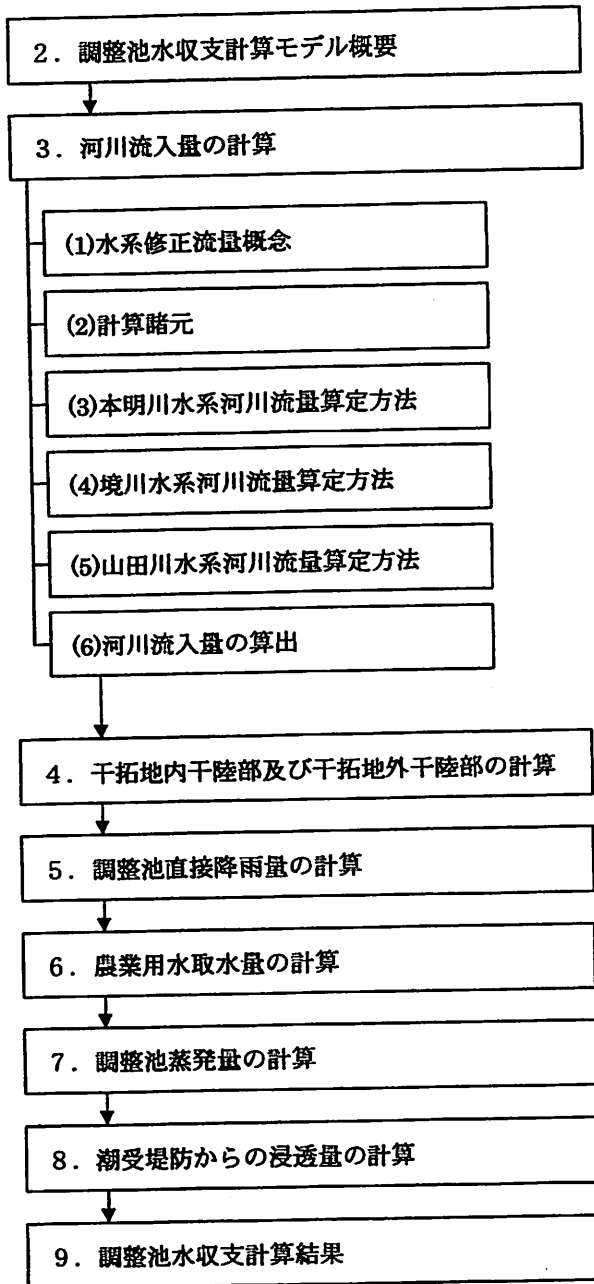 2．調整池水収支計算モデル概要
3．河川流入量の計算
(1)水系修正流量概念
(2)計算諸元
(3)本明川水系河川流量算定方法
(4)境川水系河川流量算定方法
(5)山田川水系河川流量算定方法
(6)河川流入量の算出
4．干拓地内干陸部及び干拓地外干陸部の計算
5．調整池直接降雨量の計算
6．農業用水取水量の計算
7．調整池蒸発量の計算
8．潮受堤防からの浸透量の計算
9．調整池水収支計算結果